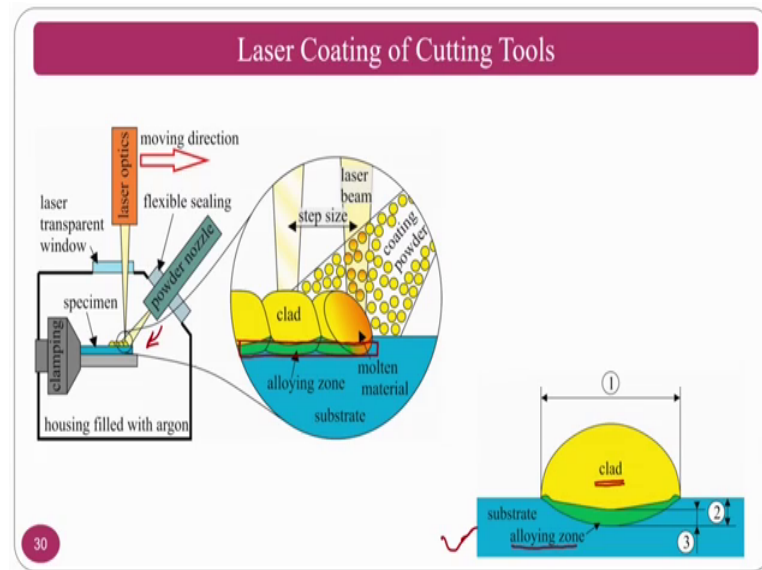 Laser Coating of Cutting Tools
laser optics
moving direction
flexible sealing
laser
transparent
window
powder nozzle
specimen
clamping
housing filled with argon
laser
beam
step size
coating
powder
clad
molten
material
alloying zone
substrate
1
clad
substrate
alloying zone
2
3
30